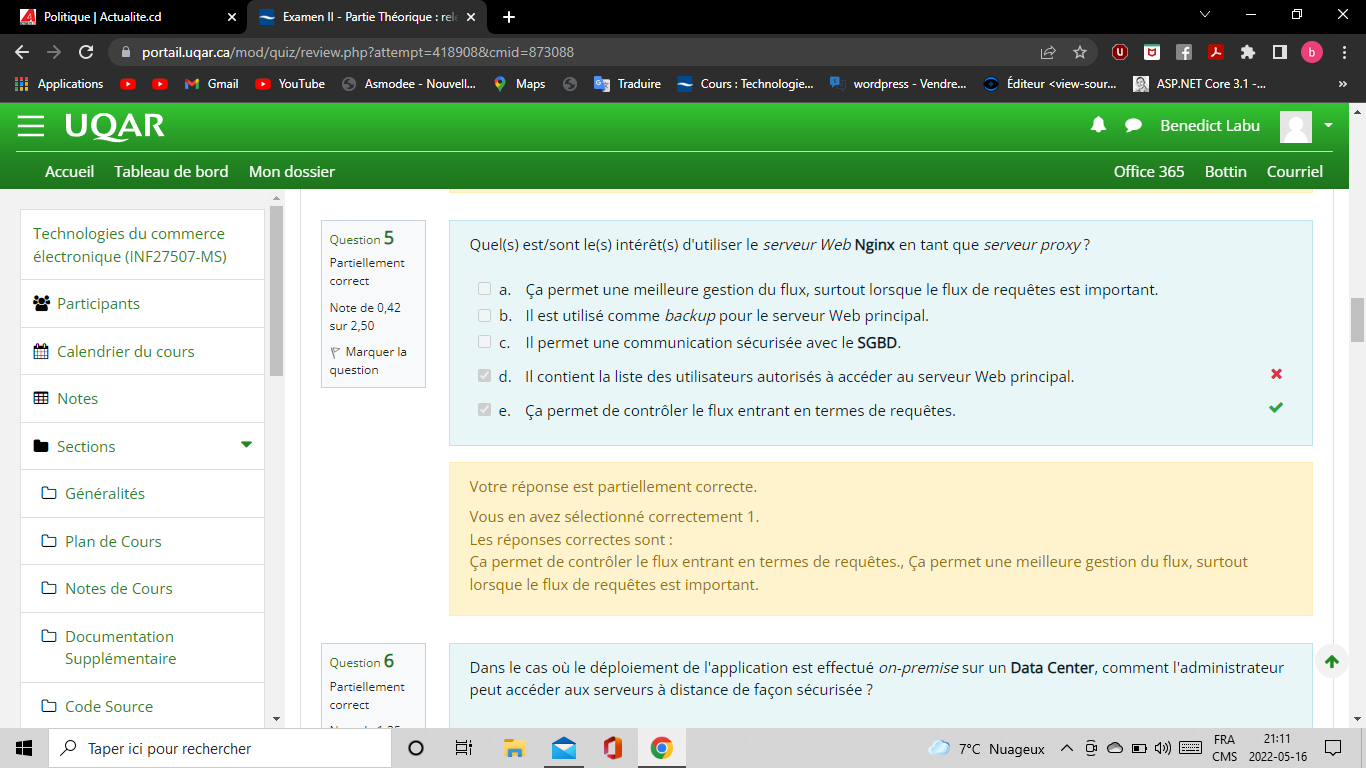 Politique | Actualite.cd
Examen II - Partie Théorique : rele
portail.uqar.ca/mod/quiz/review.php?attempt=418908&cmid=873088
Applications
Gmail
YouTube
Asmodee - Nouvell...
Maps
Traduire
Cours : Technologie...
wordpress - Vendre...
Éditeur <view-sour...
ASP.NET Core 3.1 -...
UQAR
Benedict Labu
Accueil
Tableau de bord
Mon dossier
Office 365
Bottin
Courriel
Technologies du commerce
électronique (INF27507-MS)
Participants
Calendrier du cours
Notes
Sections
Généralités
Plan de Cours
Notes de Cours
Documentation
Supplémentaire
Code Source
Question 5
Partiellement
correct
Note de 0,42
sur 2,50
Marquer la
question
Quel(s) est/sont le(s) intérêt(s) d'utiliser le serveur Web Nginx en tant que serveur proxy ?
a. Ça permet une meilleure gestion du flux, surtout lorsque le flux de requêtes est important.
b. Il est utilisé comme backup pour le serveur Web principal.
c. Il permet une communication sécurisée avec le SGBD.
d. Il contient la liste des utilisateurs autorisés à accéder au serveur Web principal.
e. Ça permet de contrôler le flux entrant en termes de requêtes.
Votre réponse est partiellement correcte.
Vous en avez sélectionné correctement 1.
Les réponses correctes sont :
Ça permet de contrôler le flux entrant en termes de requêtes., Ça permet une meilleure gestion du flux, surtout
lorsque le flux de requêtes est important.
Question 6
Partiellement
correct
Dans le cas où le déploiement de l'application est effectué on-premise sur un Data Center, comment l'administrateur
peut accéder aux serveurs à distance de façon sécurisée ?
Taper ici pour rechercher
7°C Nuageux
FRA
CMS
21:11
2022-05-16